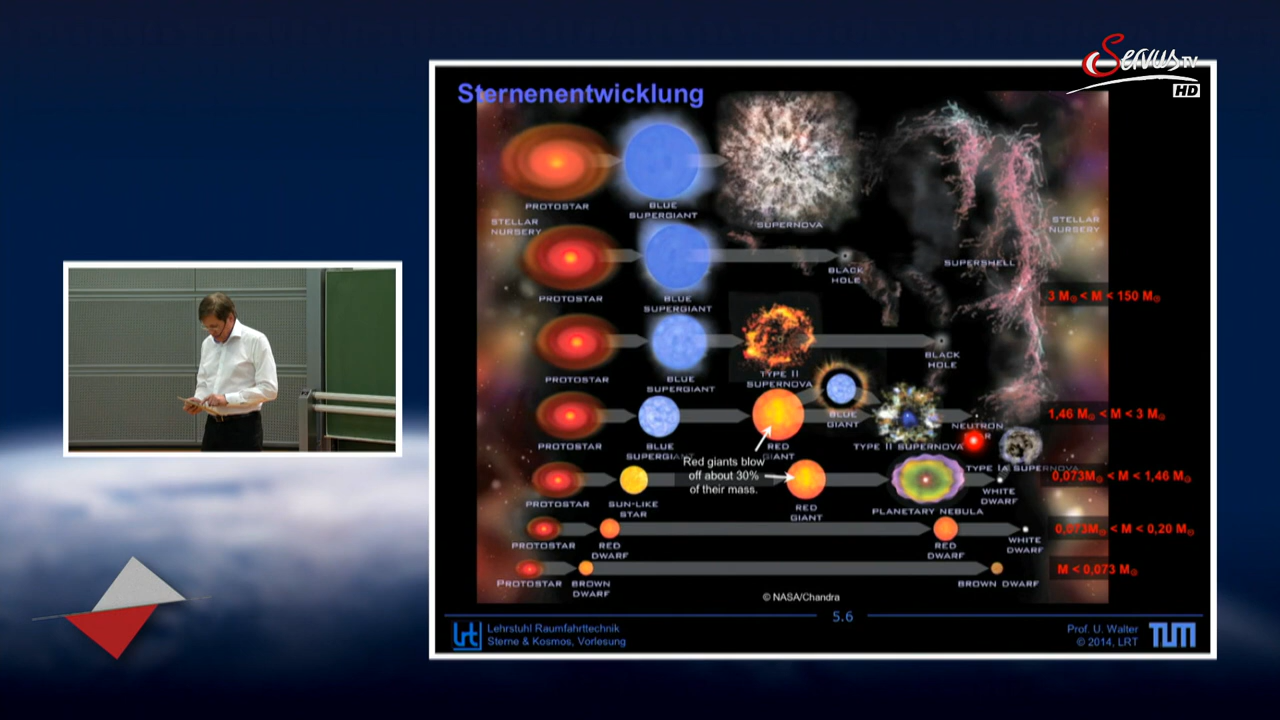 Servus TV
HD
Sternenentwicklung
PROTOSTAR
BLUE
SUPERGIANT
SUPERNOVA
STELLAR
NURSERY
STELLAR
NURSERY
PROTOSTAR
BLUE
SUPERGIANT
BLACK
HOLE
SUPERSHELL
3 M☉ < M < 150 M☉
PROTOSTAR
BLUE
SUPERGIANT
TYPE II
SUPERNOVA
BLACK
HOLE
PROTOSTAR
BLUE
SUPERGIANT
RED
GIANT
BLUE
GIANT
TYPE II SUPERNOVA
NEUTRON
1,46 M☉ < M < 3 M☉
Red giants blow
off about 30%
of their mass.
TYPE IA SUPERNOVA
PROTOSTAR
SUN-LIKE
STAR
RED
GIANT
PLANETARY NEBULA
WHITE
DWARF
0,073M☉ < M < 1,46 M☉
PROTOSTAR
RED
DWARF
RED
DWARF
WHITE
DWARF
0,073M☉ < M < 0,20 M☉
PROTOSTAR
BROWN
DWARF
BROWN DWARF
M < 0,073 M☉
© NASA/Chandra
5.6
lrt
Lehrstuhl Raumfahrttechnik
Sterne & Kosmos, Vorlesung
Prof. U. Walter
© 2014, LRT
TUM